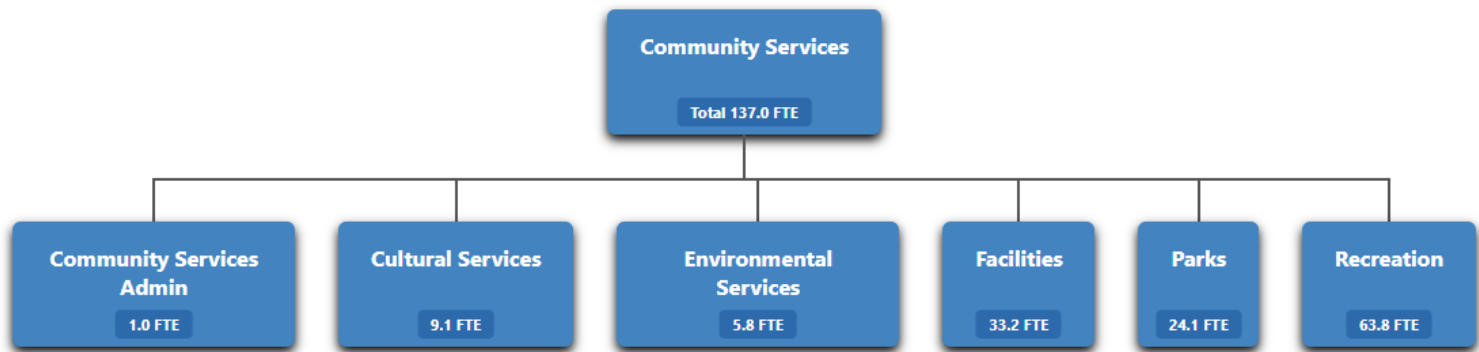 Community Services
Total 137.0 FTE
Community Services
Admin
1.0 FTE
Cultural Services
9.1 FTE
Environmental
Services
5.8 FTE
Facilities
33.2 FTE
Parks
24.1 FTE
Recreation
63.8 FTE